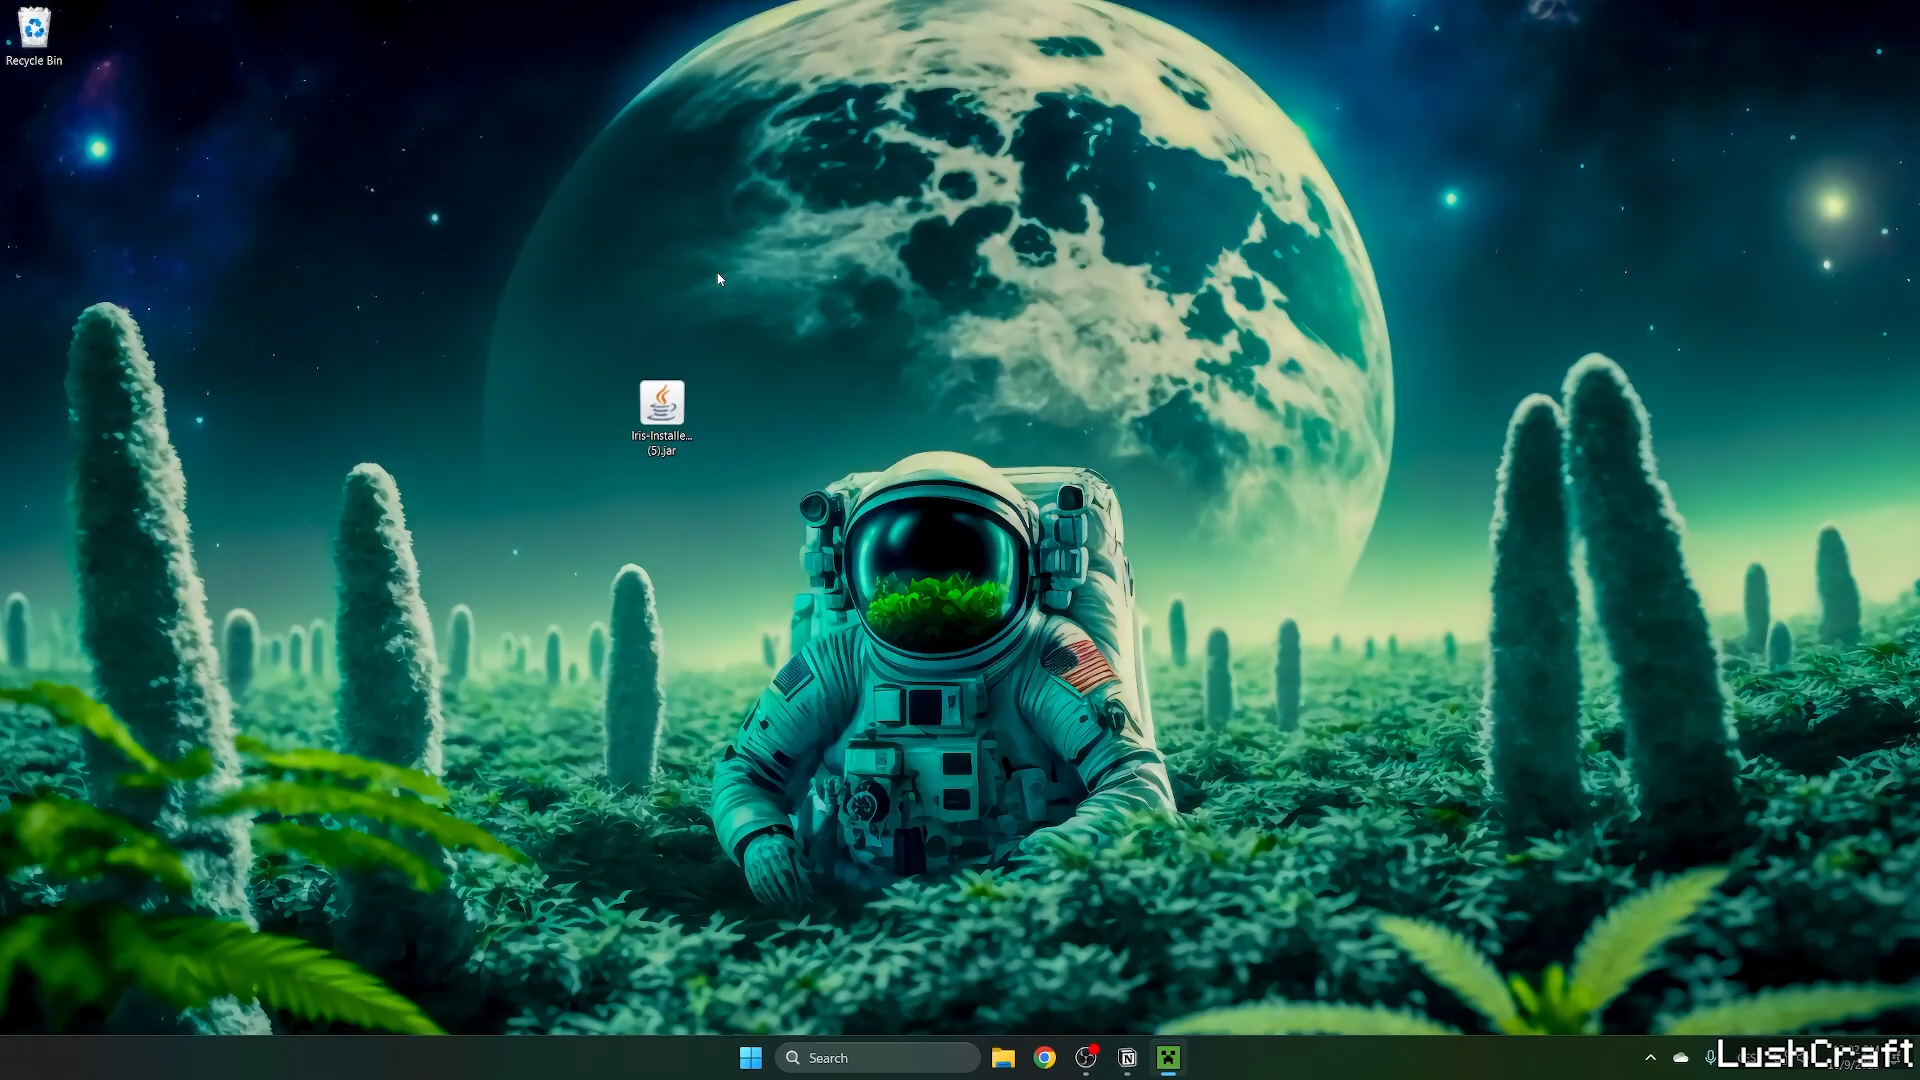 Recycle Bin
Iris-Installe...
(5).jar
Search
LushCraft